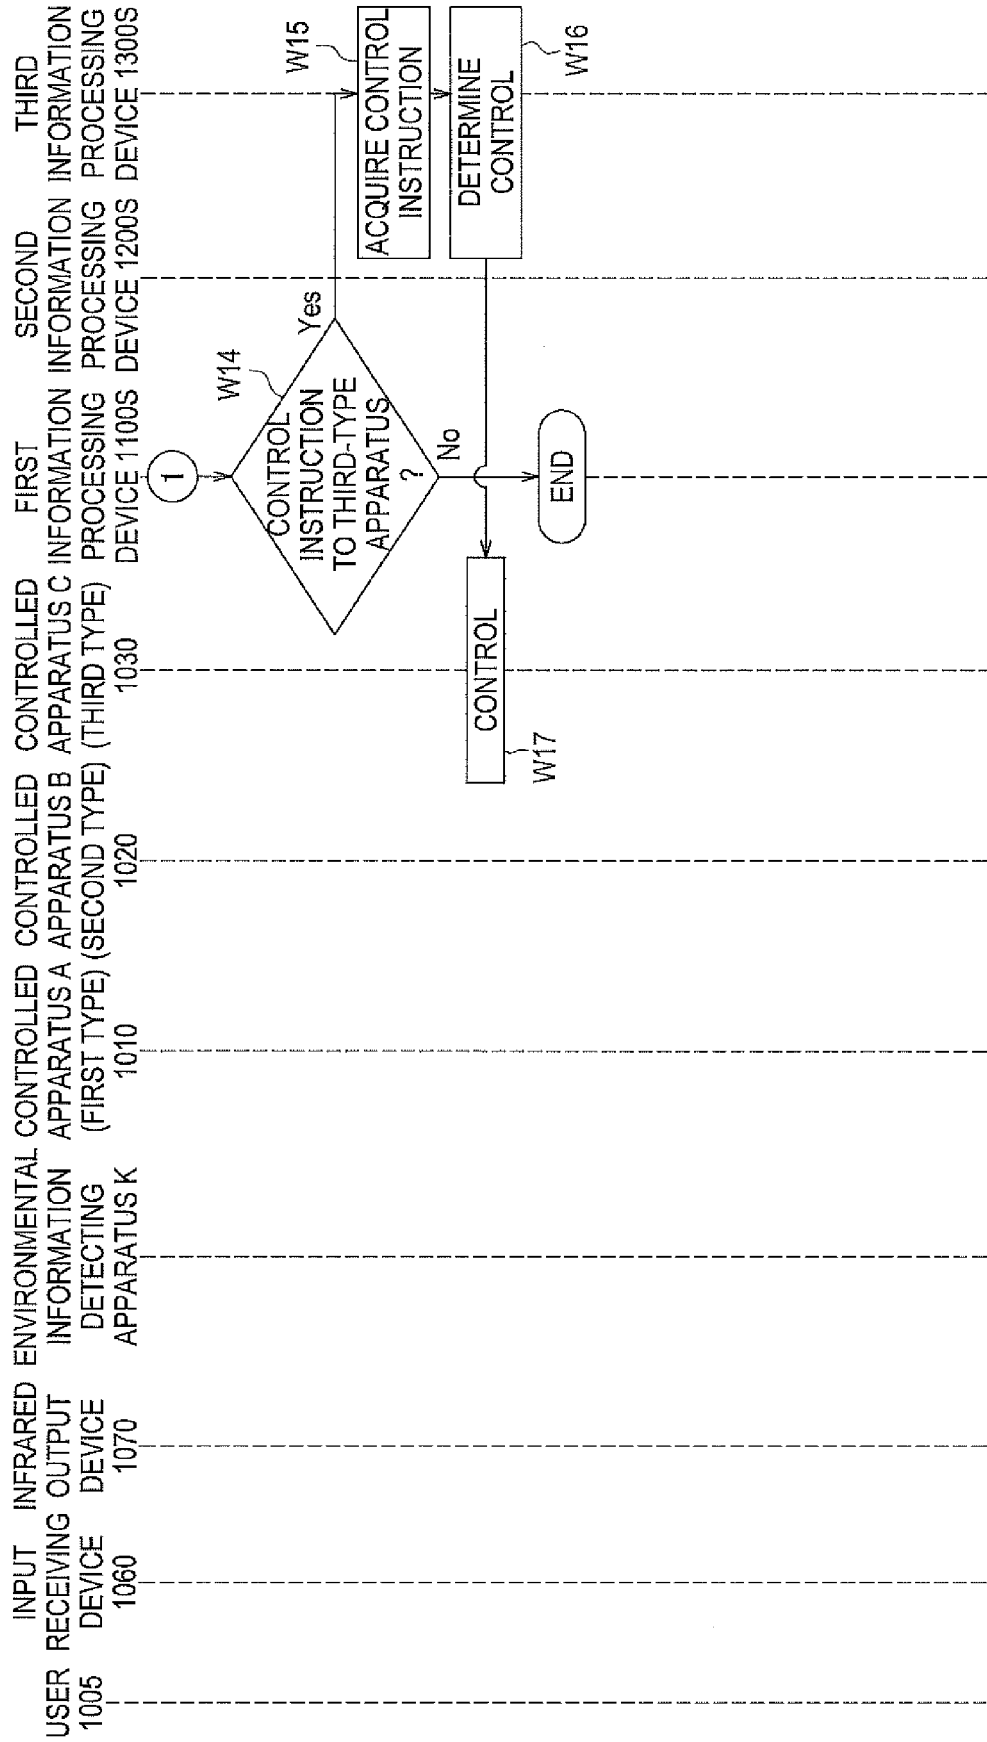 USER
1005
INPUT
RECEIVING
DEVICE
1060
INFRARED
OUTPUT
DEVICE
1070
ENVIRONMENTAL
INFORMATION
DETECTING
APPARATUS K
CONTROLLED
APPARATUS A
(FIRST TYPE)
1010
CONTROLLED
APPARATUS B
(SECOND TYPE)
1020
CONTROLLED
APPARATUS C
(THIRD TYPE)
1030
FIRST
INFORMATION
PROCESSING
DEVICE 1100S
SECOND
INFORMATION
PROCESSING
DEVICE 1200S
THIRD
INFORMATION
PROCESSING
DEVICE 1300S
1
W14
CONTROL
INSTRUCTION
TO THIRD-TYPE
APPARATUS
?
Yes
No
W15
ACQUIRE CONTROL
INSTRUCTION
DETERMINE
CONTROL
W16
CONTROL
W17
END